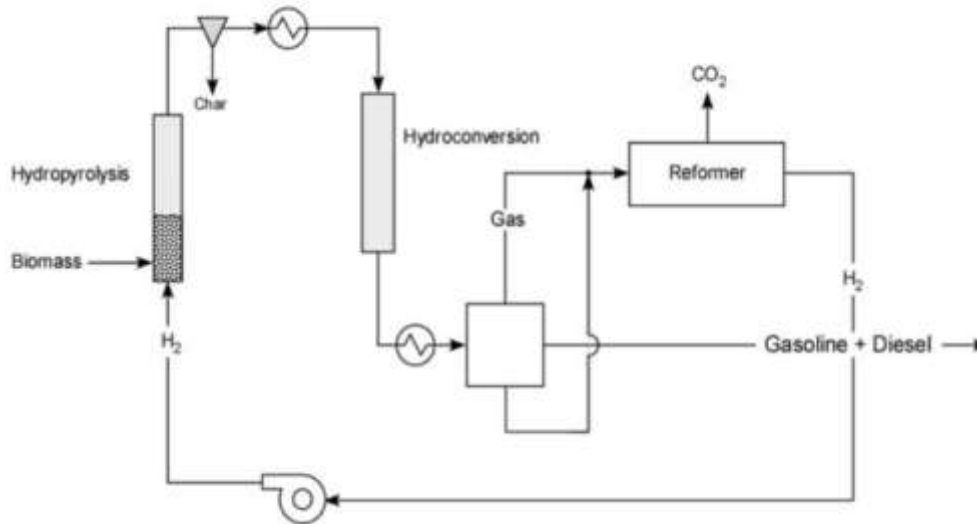 CO₂
Char
Hydroconversion
Hydropyrolysis
Reformer
Gas
Biomass
H₂
H₂
Gasoline + Diesel